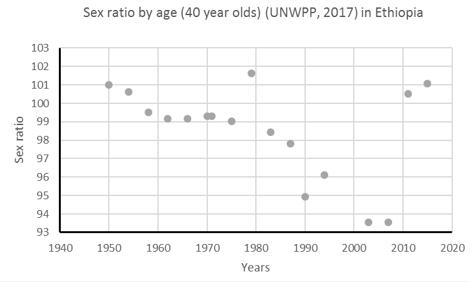 Sex ratio by age (40 year olds) (UNWPP, 2017) in Ethiopia
103
102
101
100
99
98
97
96
95
94
93
Sex ratio
1940 1950 1960 1970 1980 1990 2000 2010 2020
Years